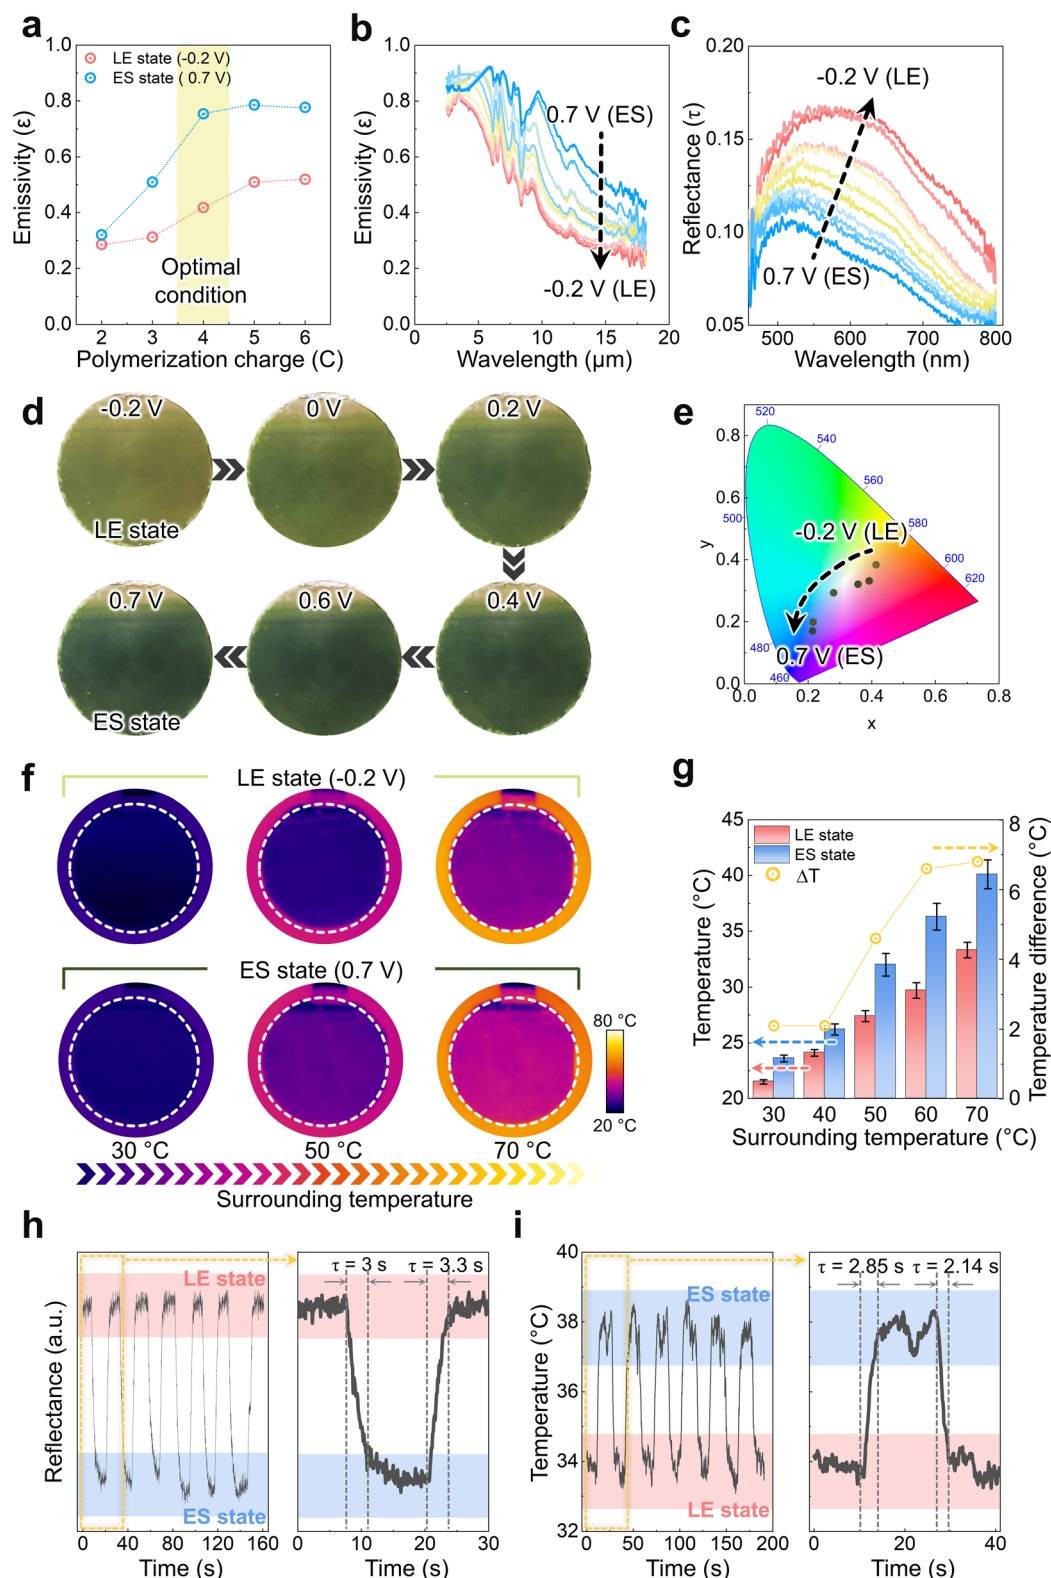 a
1.0
0.8
0.6
0.4
0.2
0.0
Emissivity (ε)
LE state (-0.2 V)
ES state ( 0.7 V)
Optimal
condition
2 3 4 5 6
Polymerization charge (C)
b
1.0
0.8
0.6
0.4
0.2
0.0
Emissivity (ε)
0.7 V (ES)
-0.2 V (LE)
0 5 10 15 20
Wavelength (μm)
c
0.20
0.15
0.10
0.05
Reflectance (τ)
-0.2 V (LE)
0.7 V (ES)
500 600 700 800
Wavelength (nm)
d
-0.2 V
LE state
0 V
0.2 V
0.7 V
ES state
0.6 V
0.4 V
e
0.8
0.6
0.4
0.2
0.0
y
520
540
560
500
580
600
620
480
460
-0.2 V (LE)
0.7 V (ES)
0.0 0.2 0.4 0.6 0.8
x
f
LE state (-0.2 V)
ES state (0.7 V)
80 °C
20 °C
30 °C 50 °C 70 °C
Surrounding temperature
g
45
40
35
30
25
20
Temperature (°C)
LE state
ES state
ΔT
8
6
4
2
0
Temperature difference (°C)
30 40 50 60 70
Surrounding temperature (°C)
h
Reflectance (a.u.)
LE state
ES state
0 40 80 120 160
Time (s)
τ = 3 s
τ = 3.3 s
0 10 20 30
Time (s)
i
40
38
36
34
32
Temperature (°C)
ES state
LE state
0 50 100 150 200
Time (s)
τ = 2.85 s
τ = 2.14 s
0 20 40
Time (s)